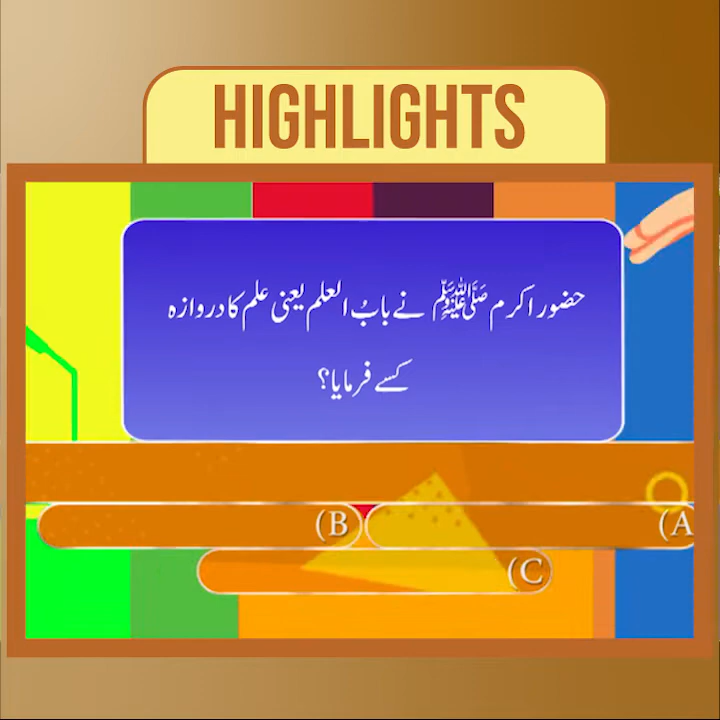 HIGHLIGHTS
حضور اکرم ﷺ نے بابُ العلم یعنی علم کا دروازہ
کسے فرمایا؟
(A
(B
(C